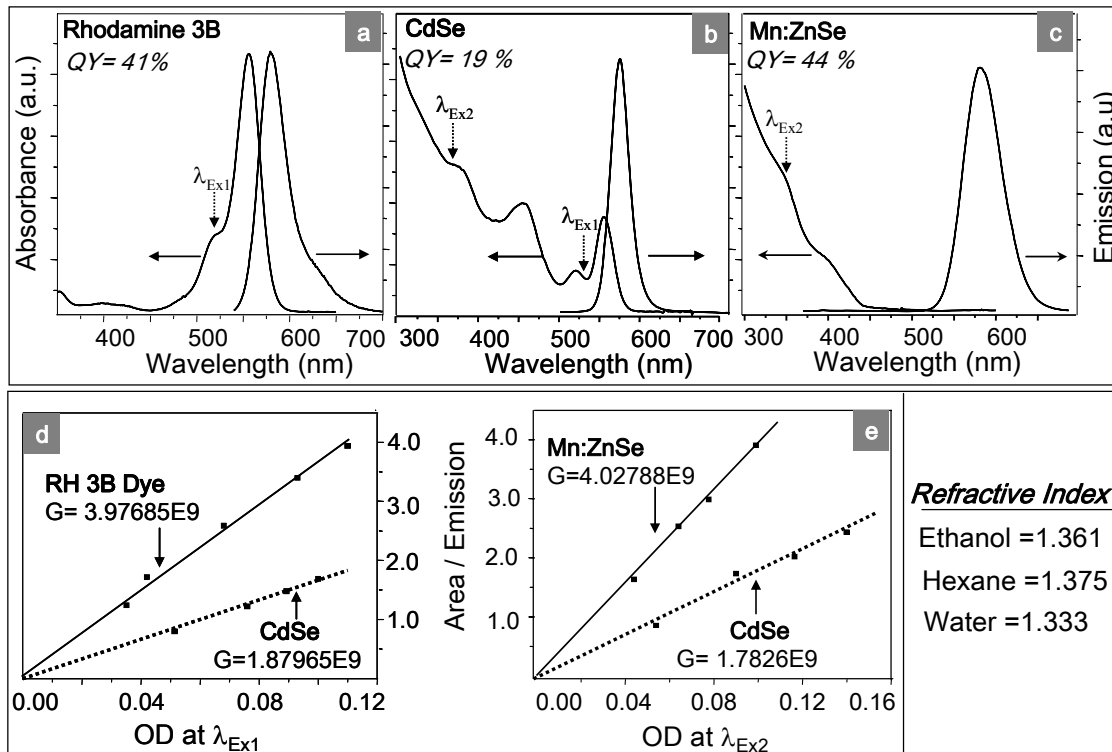 Rhodamine 3B
a
QY= 41%
λEx1
Absorbance (a.u.)
350 400 450 500 550 600 650 700
Wavelength (nm)
CdSe
b
QY= 19 %
λEx2
λEx1
300 400 500 600 700
Wavelength (nm)
Mn:ZnSe
c
QY= 44 %
λEx2
Emission (a.u)
300 400 500 600
Wavelength (nm)
d
RH 3B Dye
G= 3.97685E9
CdSe
G=1.87965E9
4.0
3.0
2.0
1.0
0.00 0.04 0.08 0.12
OD at λEx1
Area / Emission
e
Mn:ZnSe
G=4.02788E9
CdSe
G= 1.7826E9
4.0
3.0
2.0
1.0
0.00 0.04 0.08 0.12 0.16
OD at λEx2
Refractive Index
Ethanol =1.361
Hexane =1.375
Water =1.333